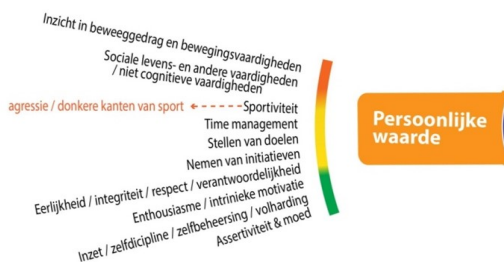 Inzicht in beweeggedrag en bewegingsvaardigheden
Sociale levens- en andere vaardigheden
/ niet cognitieve vaardigheden
agressie / donkere kanten van sport
Sportiviteit
Time management
Stellen van doelen
Nemen van initiatieven
Eerlijkheid / integriteit / respect / verantwoordelijkheid
Enthousiasme / intrinieke motivatie
Inzet / zelfdicipline / zelfbeheersing / volharding
Assertiviteit & moed
Persoonlijke
waarde